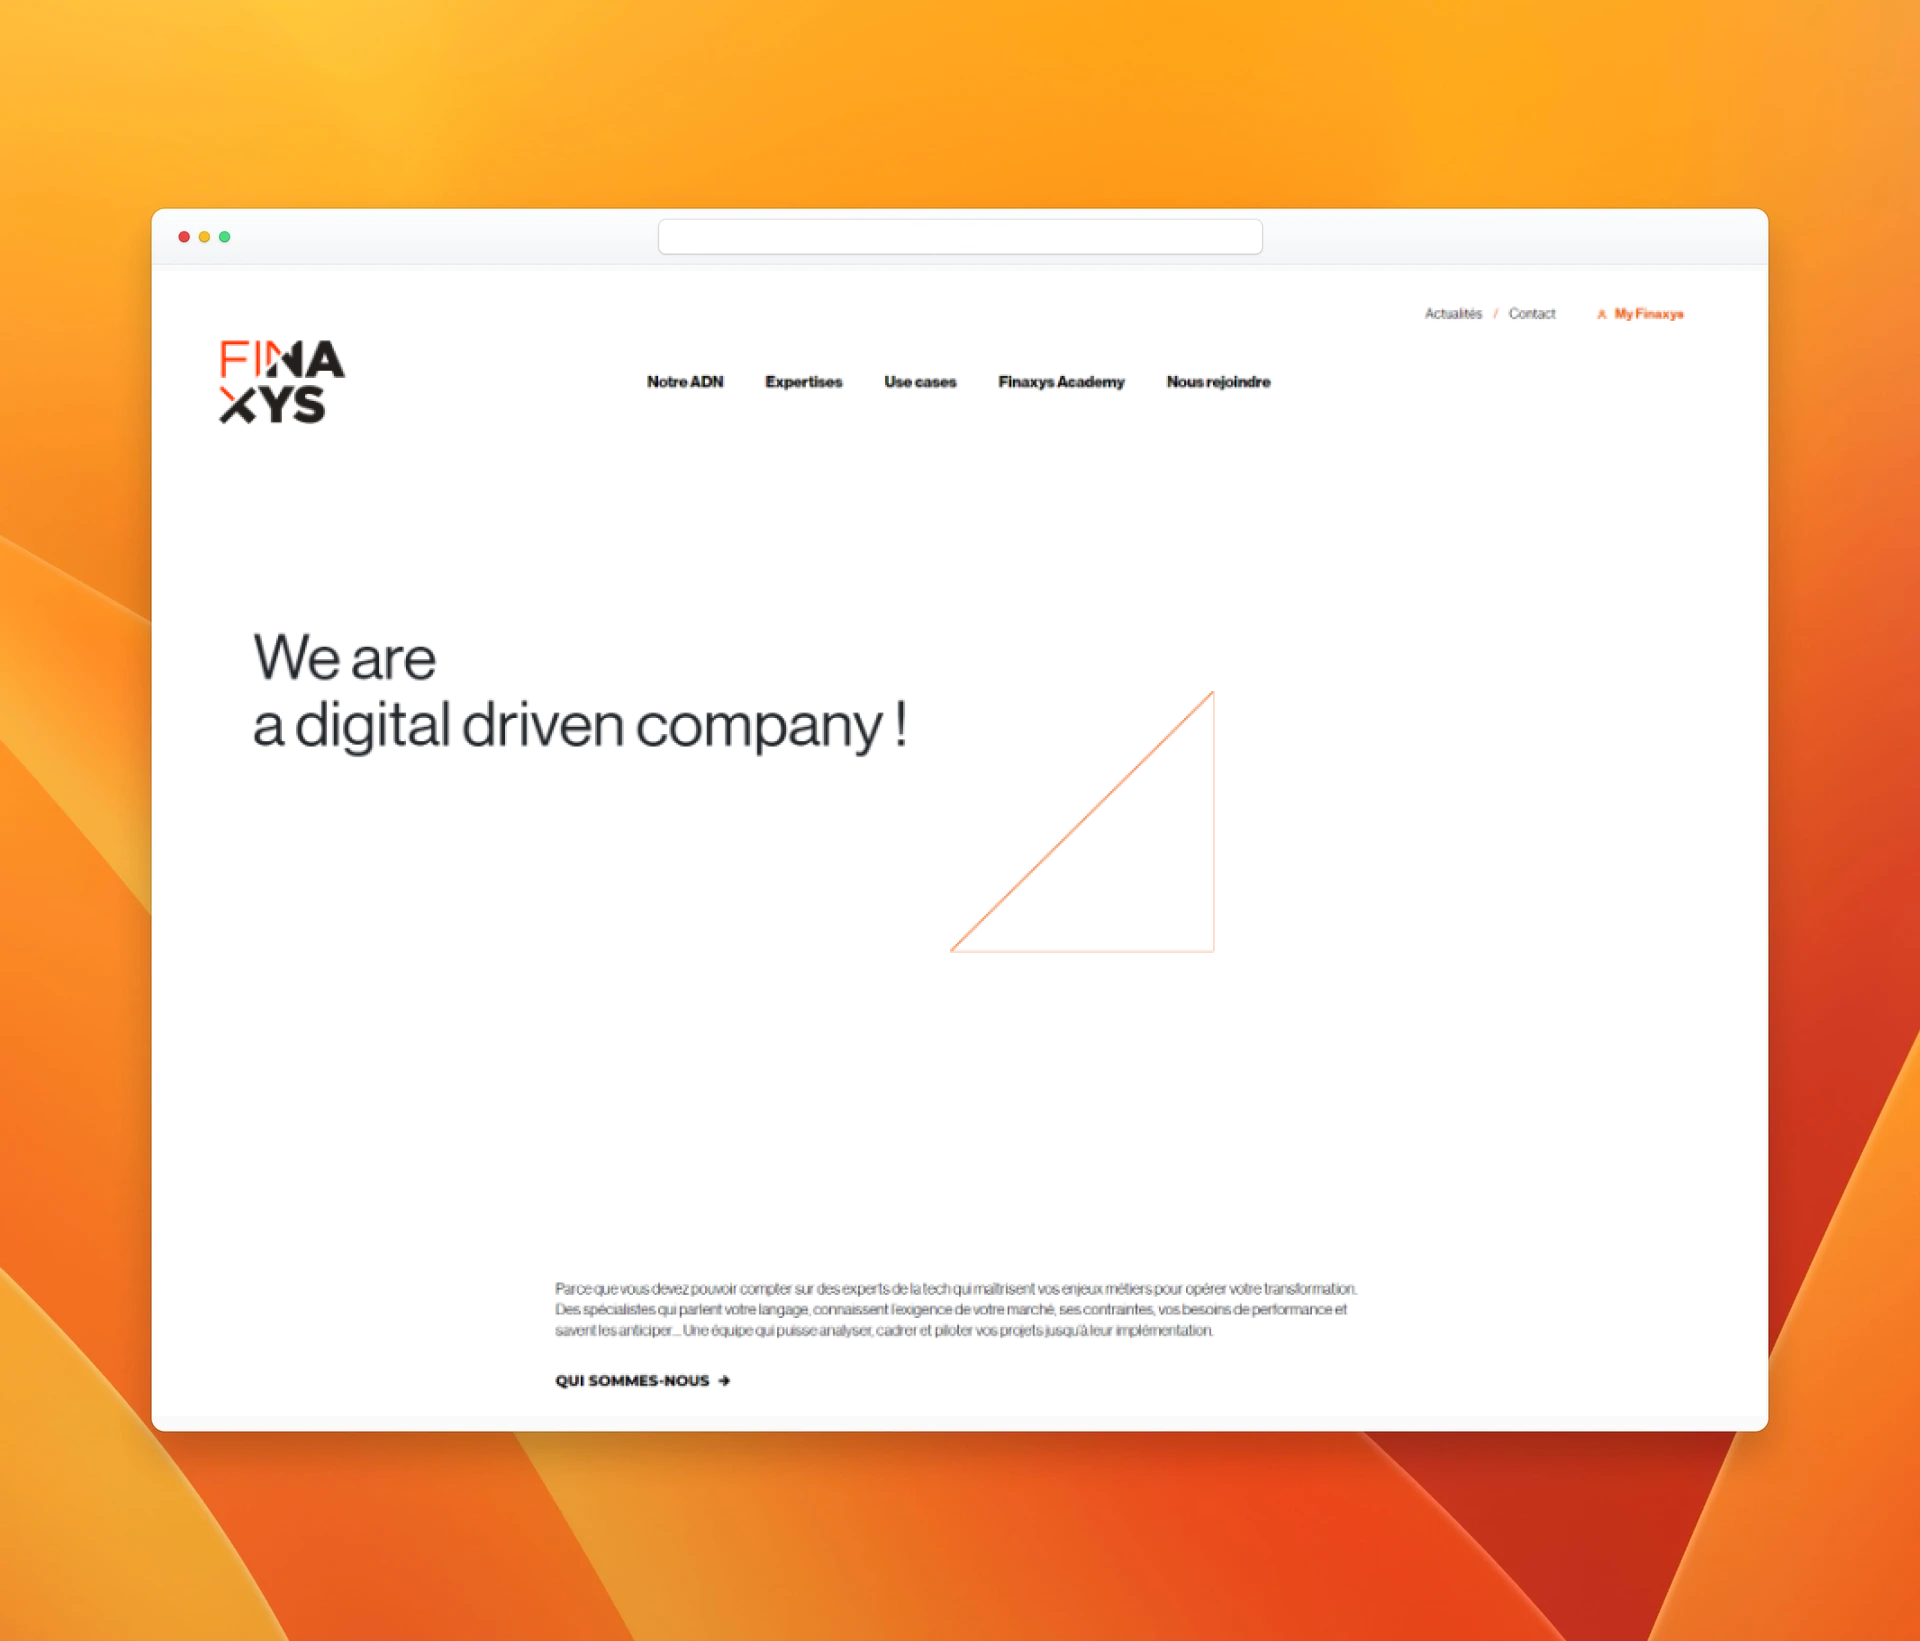 Actualités / Contact My Finaxys
FINA
XYS
Notre ADN Expertises Use cases Finaxys Academy Nous rejoindre
We are
a digital driven company !
Parce que vous devez pouvoir compter sur des experts de la tech qui maîtrisent vos enjeux métiers pour opérer votre transformation.
Des spécialistes qui parlent votre langage, connaissent l'exigence de votre marché, ses contraintes, vos besoins de performance et
savent les anticiper... Une équipe qui puisse analyser, cadrer et piloter vos projets jusqu'à leur implémentation.
QUI SOMMES-NOUS →